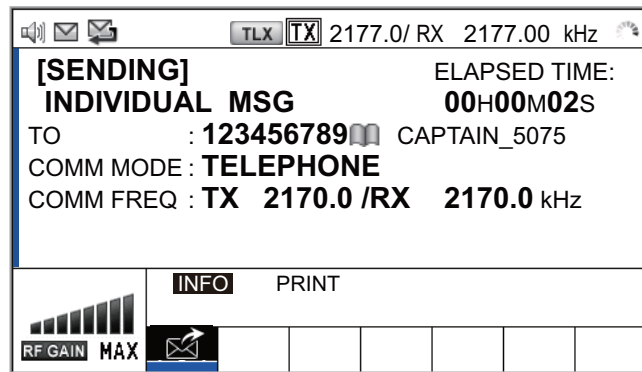 TLX TX 2177.0/ RX 2177.00 kHz
[SENDING] ELAPSED TIME:
INDIVIDUAL MSG 00H00M02S
TO : 123456789 CAPTAIN_5075
COMM MODE : TELEPHONE
COMM FREQ : TX 2170.0 /RX 2170.0 kHz
INFO PRINT
RF GAIN MAX